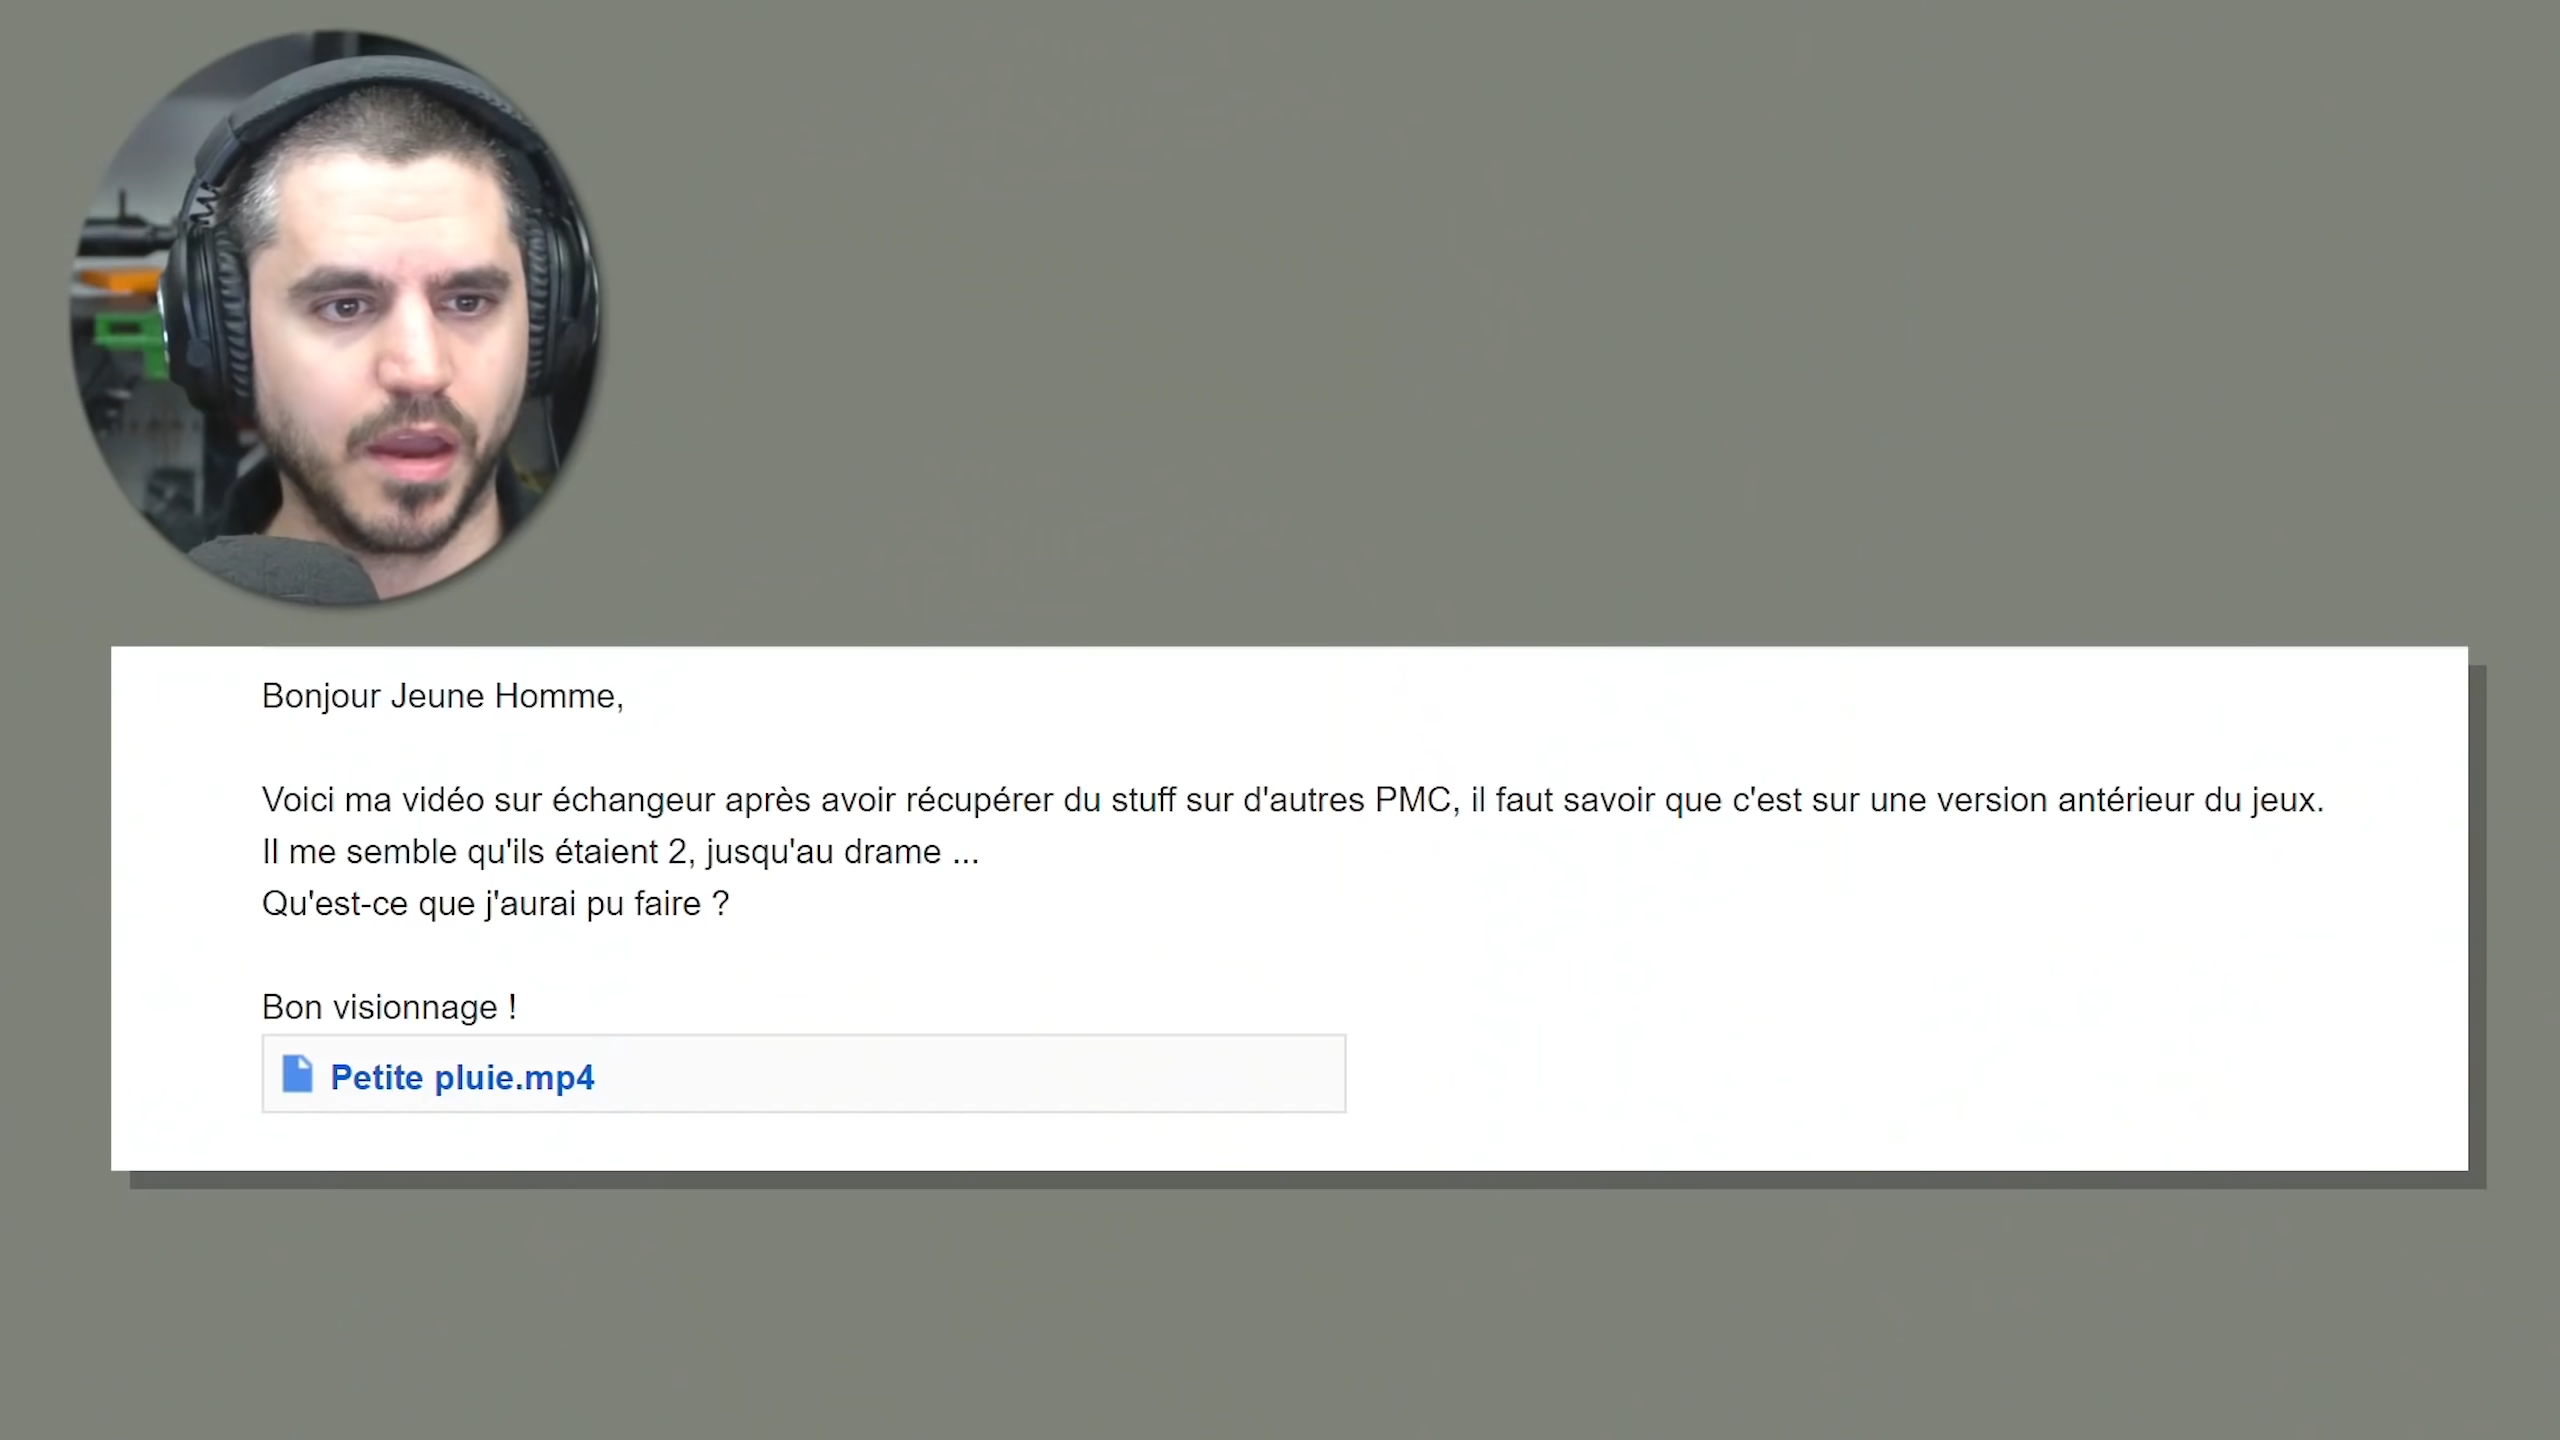 Bonjour Jeune Homme,
Voici ma vidéo sur échangeur après avoir récupérer du stuff sur d'autres PMC, il faut savoir que c'est sur une version antérieur du jeux.
Il me semble qu'ils étaient 2, jusqu'au drame ...
Qu'est-ce que j'aurai pu faire ?
Bon visionnage !
Petite pluie.mp4